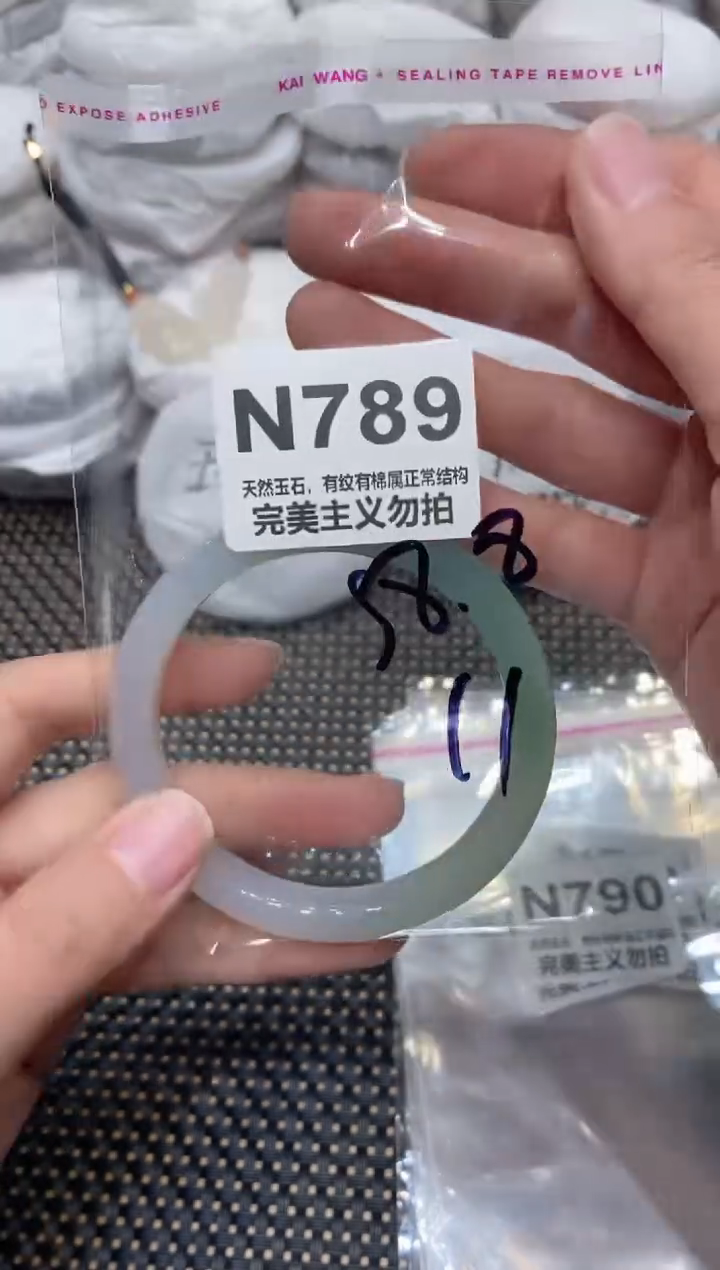 O EXPOSE ADHESIVE KAI WANG • SEALING TAPE REMOVE LIN
N789
天然玉石，有纹有棉属正常结构
完美主义勿拍
58.8
11
N790
完美主义勿拍